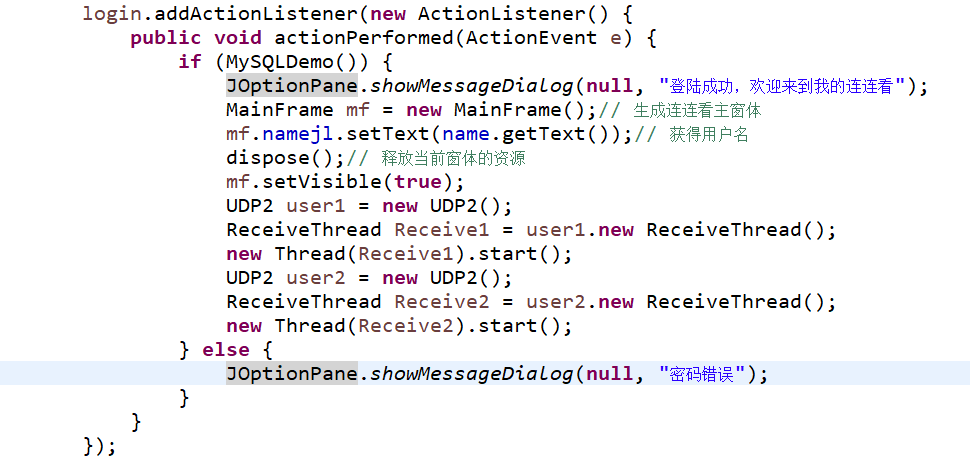 login.addActionListener(new ActionListener() {
public void actionPerformed(ActionEvent e) {
if (MySQLDemo()) {
JOptionPane.showMessageDialog(null, "登陆成功，欢迎来到我的连连看");
MainFrame mf = new MainFrame();// 生成连连看主窗体
mf.namejl.setText(name.getText());// 获得用户名
dispose();// 释放当前窗体的资源
mf.setVisible(true);
UDP2 user1 = new UDP2();
ReceiveThread Receive1 = user1.new ReceiveThread();
new Thread(Receive1).start();
UDP2 user2 = new UDP2();
ReceiveThread Receive2 = user2.new ReceiveThread();
new Thread(Receive2).start();
} else {
JOptionPane.showMessageDialog(null, "密码错误");
}
}
});